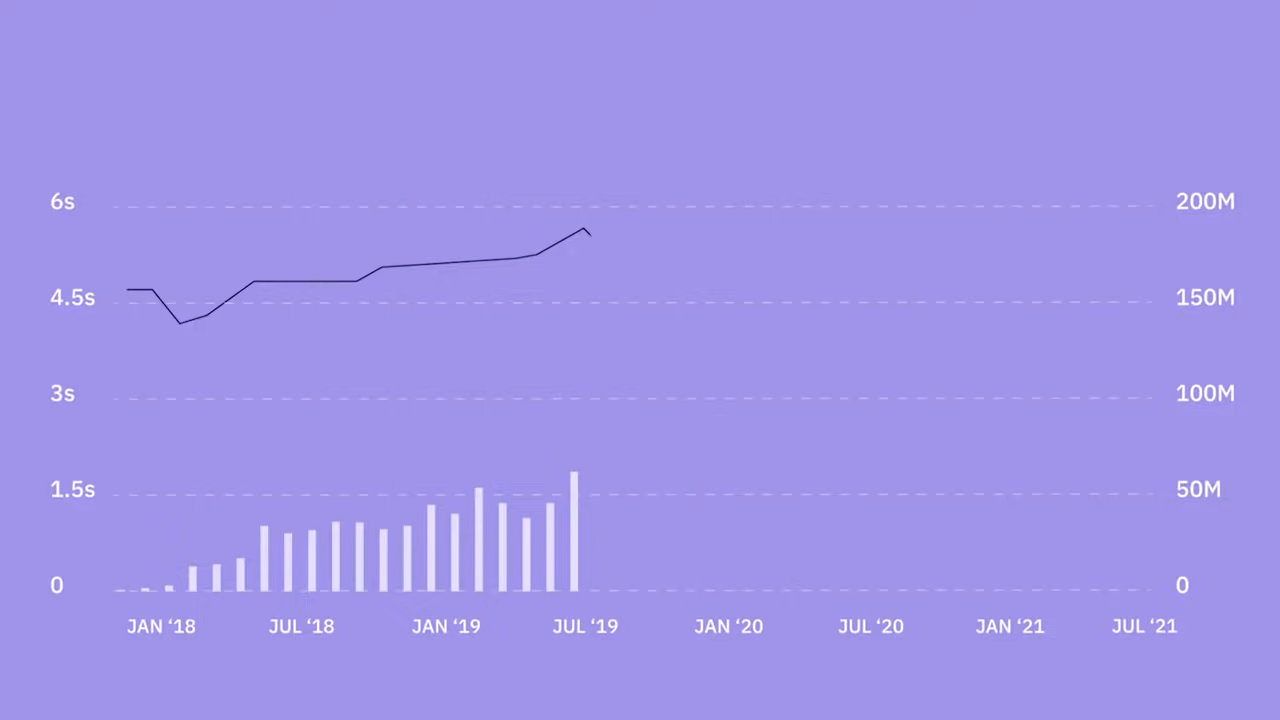 6s 200M
4.5s 150M
3s 100M
1.5s 50M
0 0
JAN ‘18 JUL ‘18 JAN ‘19 JUL ‘19 JAN ‘20 JUL ‘20 JAN ‘21 JUL ‘21